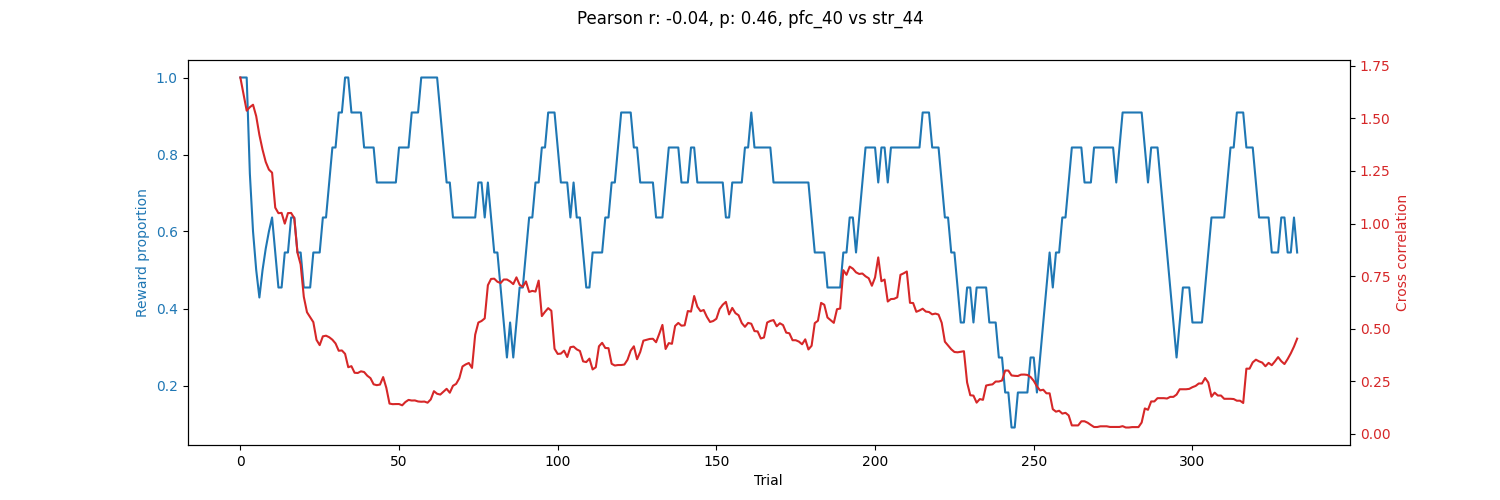 Pearson r: -0.04, p: 0.46, pfc_40 vs str_44
1.0
0.8
0.6
0.4
0.2
Reward proportion
1.75
1.50
1.25
1.00
0.75
0.50
0.25
0.00
Cross correlation
0 50 100 150 200 250 300
Trial